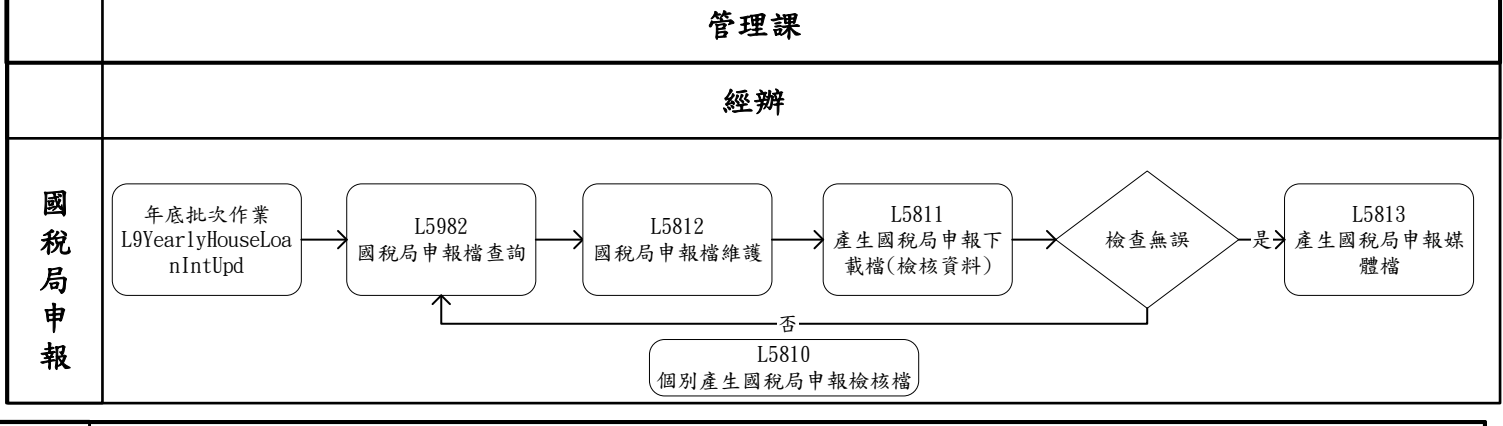 管理課
經辦
國
稅
局
申
報
年底批次作業
L9YearlyHouseLoa
nIntUpd
L5982
國稅局申報檔查詢
L5812
國稅局申報檔維護
L5811
產生國稅局申報下
載檔(檢核資料)
檢查無誤
是
L5813
產生國稅局申報媒
體檔
否
L5810
個別產生國稅局申報檢核檔